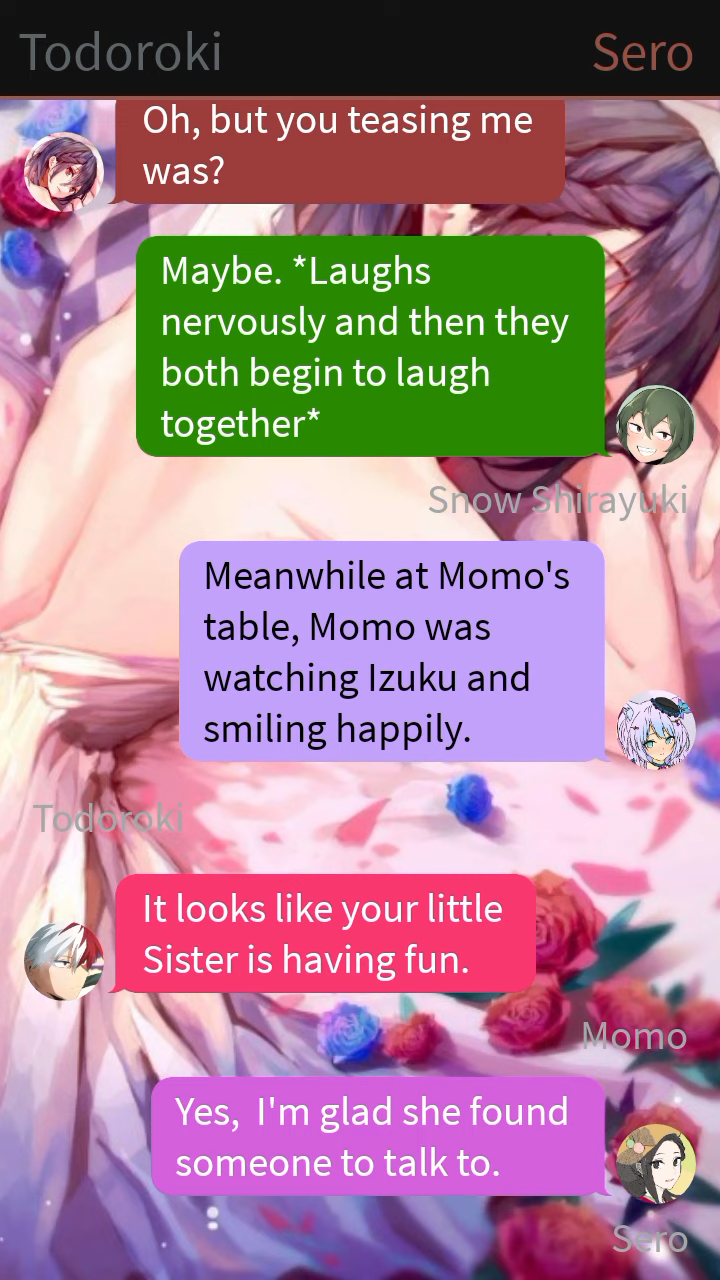 Todoroki
Sero
Oh, but you teasing me
was?
Maybe. *Laughs
nervously and then they
both begin to laugh
together*
Snow Shirayuki
Meanwhile at Momo's
table, Momo was
watching Izuku and
smiling happily.
Todoroki
It looks like your little
Sister is having fun.
Momo
Yes,  I'm glad she found
someone to talk to.
Sero